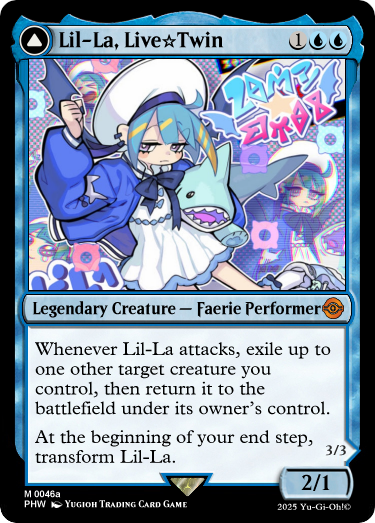 Lil-La, Live☆Twin 1
Legendary Creature — Faerie Performer
Whenever Lil-La attacks, exile up to
one other target creature you
control, then return it to the
battlefield under its owner's control.
At the beginning of your end step,
transform Lil-La.
3/3
2/1
M 0046a
PHW YUGIOH TRADING CARD GAME
2025 Yu-Gi-Oh!©